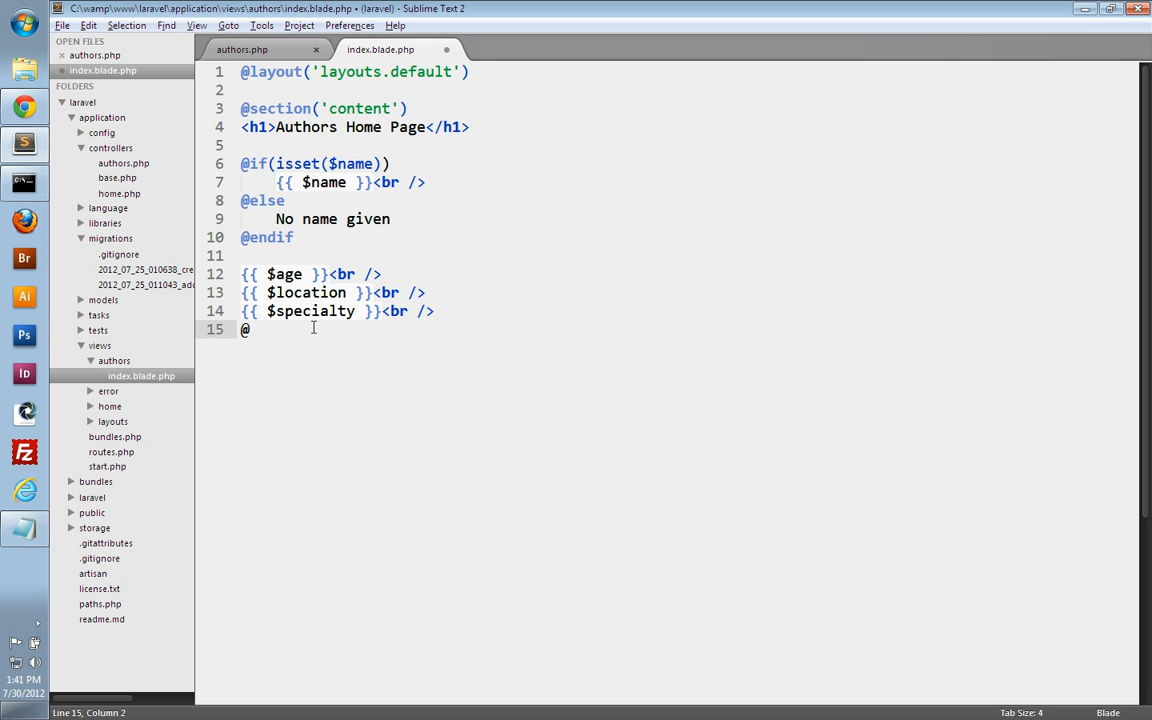 C:\wamp\www\laravel\application\views\authors\index.blade.php • (laravel) - Sublime Text 2
File Edit Selection Find View Goto Tools Project Preferences Help
OPEN FILES
authors.php
index.blade.php
FOLDERS
laravel
application
config
controllers
authors.php
base.php
home.php
language
libraries
migrations
.gitignore
2012_07_25_010638_cre
2012_07_25_011043_add
models
tasks
tests
views
authors
index.blade.php
error
home
layouts
bundles.php
routes.php
start.php
bundles
laravel
public
storage
.gitattributes
.gitignore
artisan
license.txt
paths.php
readme.md
authors.php
index.blade.php
1 @layout('layouts.default')
2
3 @section('content')
4 <h1>Authors Home Page</h1>
5
6 @if(isset($name))
7 {{ $name }}<br />
8 @else
9 No name given
10 @endif
11
12 {{ $age }}<br />
13 {{ $location }}<br />
14 {{ $specialty }}<br />
15 @
Br
Ai
Ps
Id
Fz
1:41 PM
7/30/2012
Line 15, Column 2
Tab Size: 4
Blade